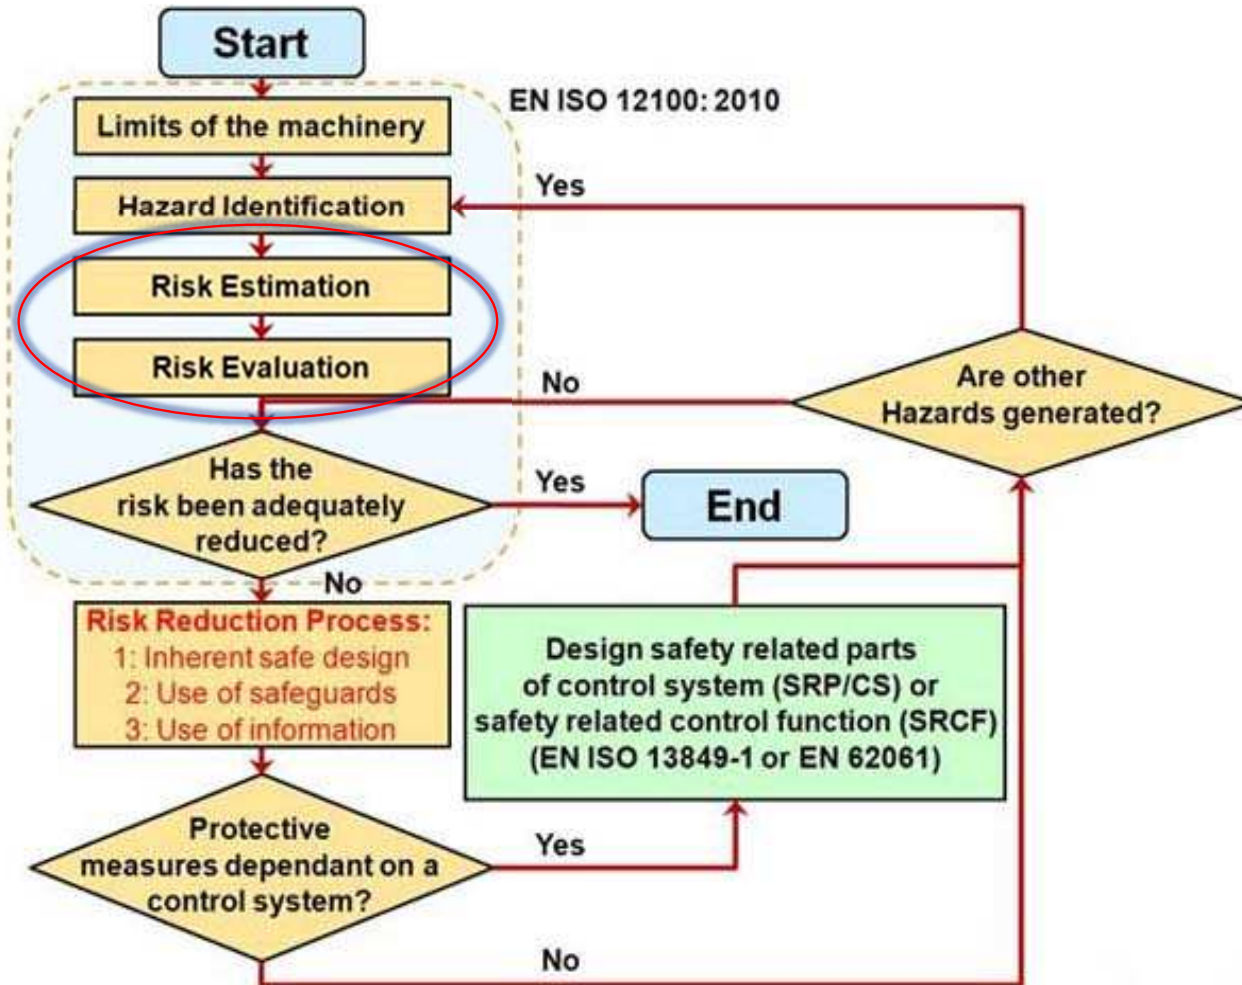 Start
EN ISO 12100: 2010
Limits of the machinery
Hazard Identification
Yes
Risk Estimation
Risk Evaluation
No
Are other
Hazards generated?
Has the
risk been adequately
reduced?
Yes
End
No
Risk Reduction Process:
1: Inherent safe design
2: Use of safeguards
3: Use of information
Design safety related parts
of control system (SRP/CS) or
safety related control function (SRCF)
(EN ISO 13849-1 or EN 62061)
Protective
measures dependant on a
control system?
Yes
No